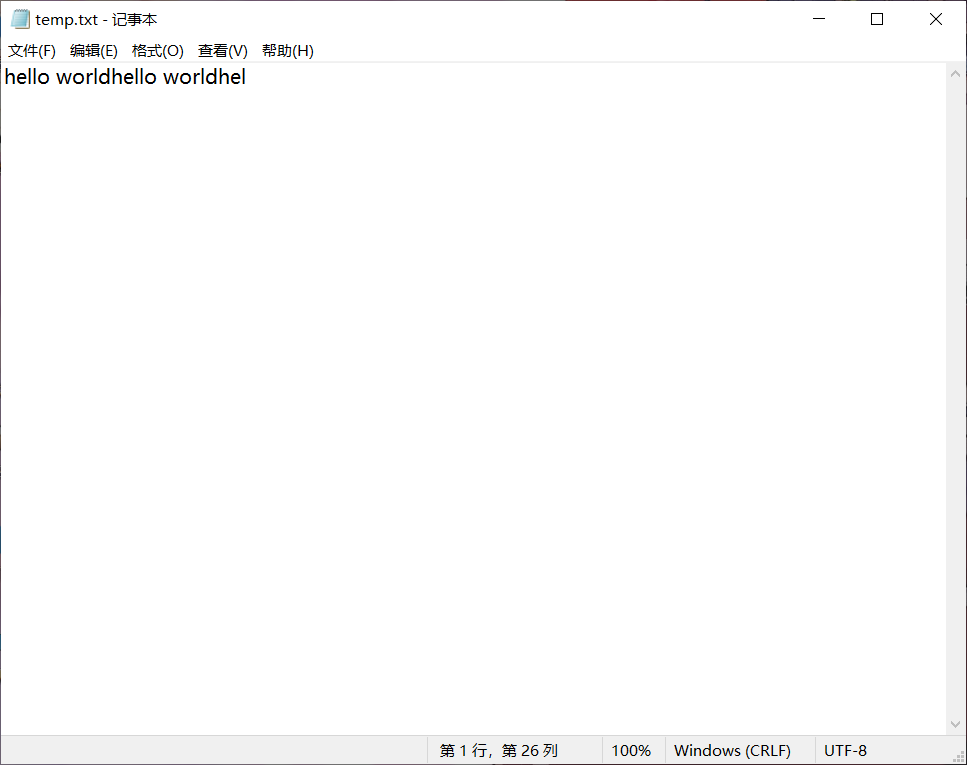 temp.txt - 记事本
文件(F) 编辑(E) 格式(O) 查看(V) 帮助(H)
hello worldhello worldhel
第 1 行，第 26 列 100% Windows (CRLF) UTF-8